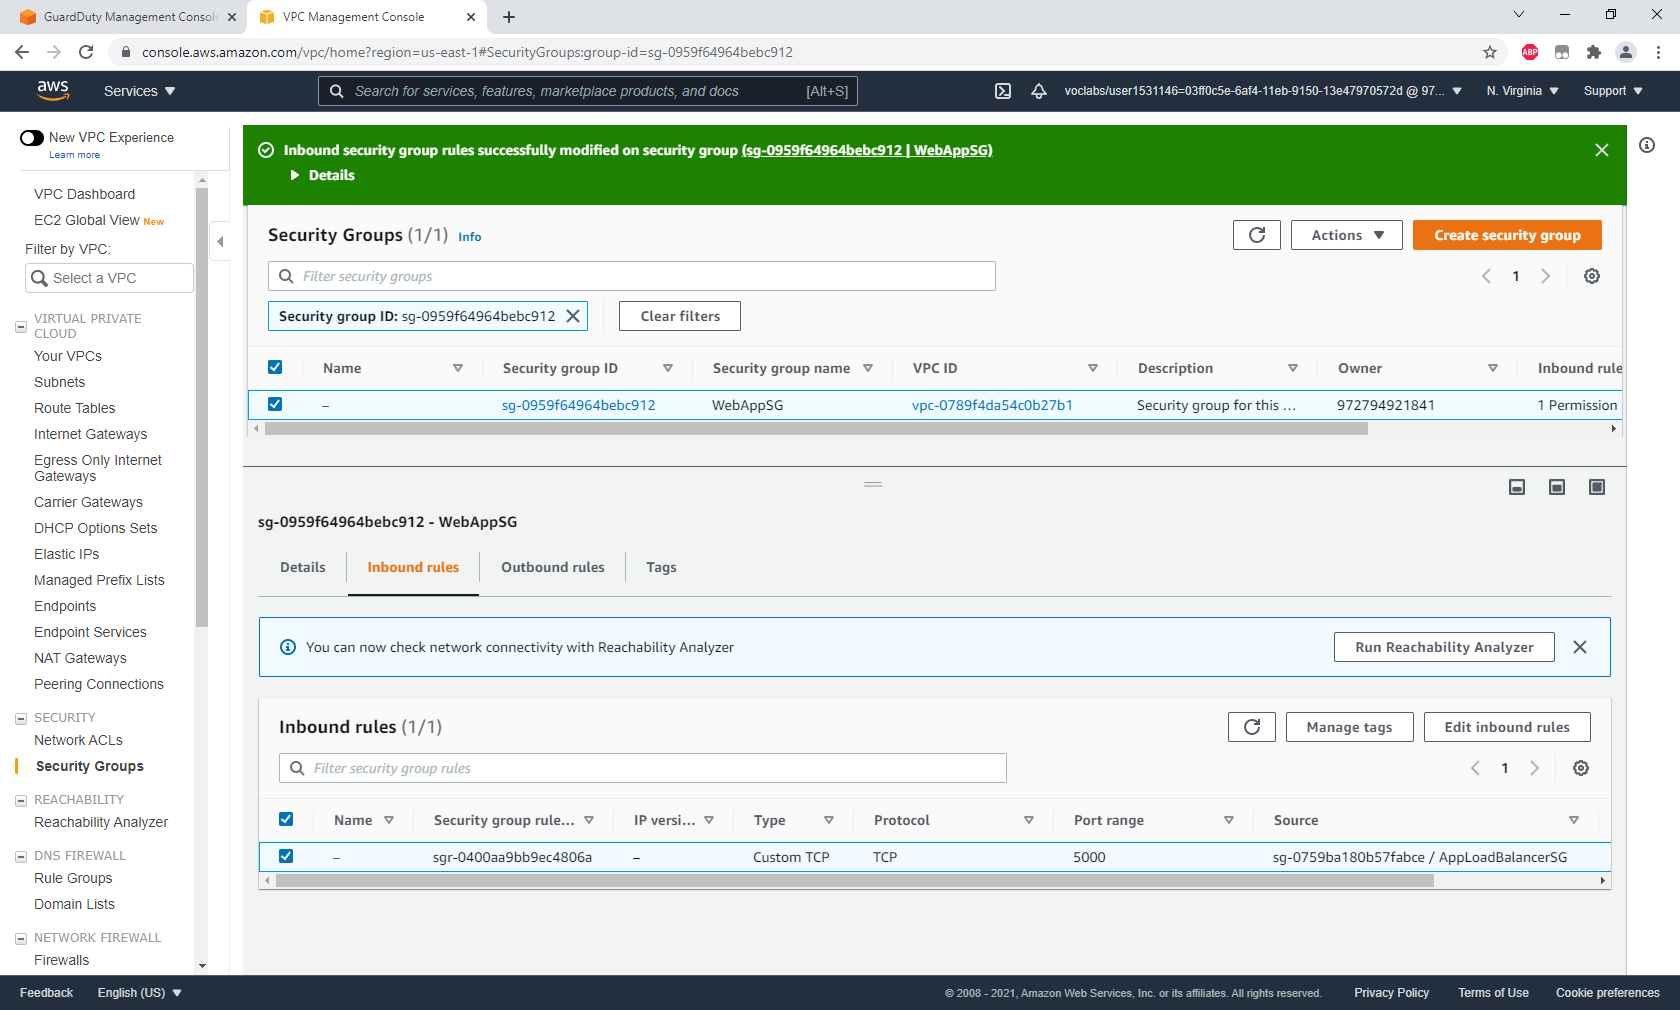 GuardDuty Management Console
VPC Management Console
console.aws.amazon.com/vpc/home?region=us-east-1#SecurityGroups:group-id=sg-0959f64964bebc912
ABP
aws
Services
Search for services, features, marketplace products, and docs
[Alt+S]
voclabs/user1531146=03ff0c5e-6af4-11eb-9150-13e47970572d @ 97...
N. Virginia
Support
New VPC Experience
Learn more
VPC Dashboard
EC2 Global View New
Filter by VPC:
Select a VPC
VIRTUAL PRIVATE
CLOUD
Your VPCs
Subnets
Route Tables
Internet Gateways
Egress Only Internet
Gateways
Carrier Gateways
DHCP Options Sets
Elastic IPs
Managed Prefix Lists
Endpoints
Endpoint Services
NAT Gateways
Peering Connections
SECURITY
Network ACLs
Security Groups
REACHABILITY
Reachability Analyzer
DNS FIREWALL
Rule Groups
Domain Lists
NETWORK FIREWALL
Firewalls
Inbound security group rules successfully modified on security group (sg-0959f64964bebc912 | WebAppSG)
Details
Security Groups (1/1) Info
Actions
Create security group
Filter security groups
1
Security group ID: sg-0959f64964bebc912
Clear filters
Name Security group ID Security group name VPC ID Description Owner Inbound rule
– sg-0959f64964bebc912 WebAppSG vpc-0789f4da54c0b27b1 Security group for this ... 972794921841 1 Permission
sg-0959f64964bebc912 - WebAppSG
Details Inbound rules Outbound rules Tags
You can now check network connectivity with Reachability Analyzer
Run Reachability Analyzer
Inbound rules (1/1)
Manage tags
Edit inbound rules
Filter security group rules
1
Name Security group rule... IP versi... Type Protocol Port range Source
– sgr-0400aa9bb9ec4806a – Custom TCP TCP 5000 sg-0759ba180b57fabce / AppLoadBalancerSG
Feedback
English (US)
© 2008 - 2021, Amazon Web Services, Inc. or its affiliates. All rights reserved.
Privacy Policy
Terms of Use
Cookie preferences